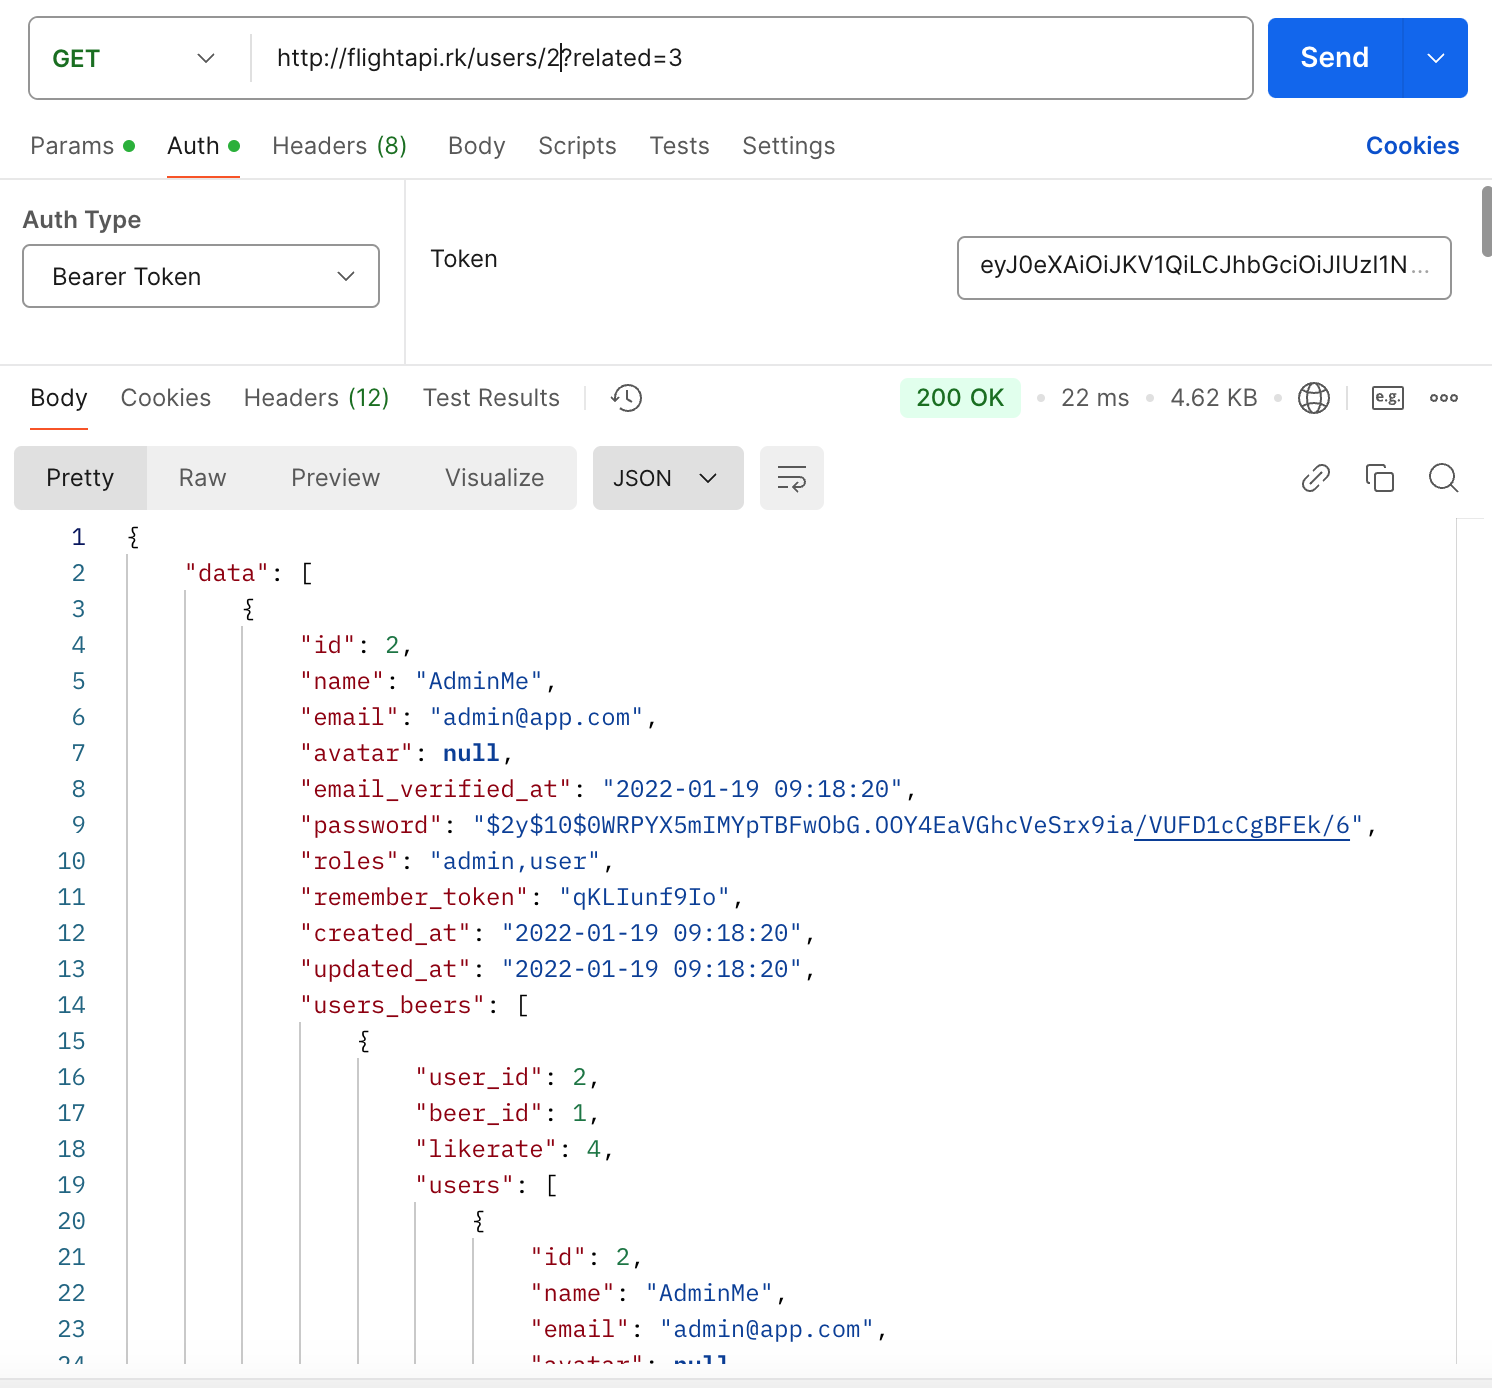 GET http://flightapi.rk/users/2?related=3 Send
Params Auth Headers (8) Body Scripts Tests Settings Cookies
Auth Type
Bearer Token
Token
eyJ0eXAiOiJKV1QiLCJhbGciOiJIUzI1N...
Body Cookies Headers (12) Test Results 200 OK • 22 ms • 4.62 KB • e.g.
Pretty Raw Preview Visualize JSON
1 {
2 "data": [
3 {
4 "id": 2,
5 "name": "AdminMe",
6 "email": "admin@app.com",
7 "avatar": null,
8 "email_verified_at": "2022-01-19 09:18:20",
9 "password": "$2y$10$0WRPYX5mIMYpTBFwObG.OOY4EaVGhcVeSrx9ia/VUFD1cCgBFEk/6",
10 "roles": "admin,user",
11 "remember_token": "qKLIunf9Io",
12 "created_at": "2022-01-19 09:18:20",
13 "updated_at": "2022-01-19 09:18:20",
14 "users_beers": [
15 {
16 "user_id": 2,
17 "beer_id": 1,
18 "likerate": 4,
19 "users": [
20 {
21 "id": 2,
22 "name": "AdminMe",
23 "email": "admin@app.com",
24 "avatar": null